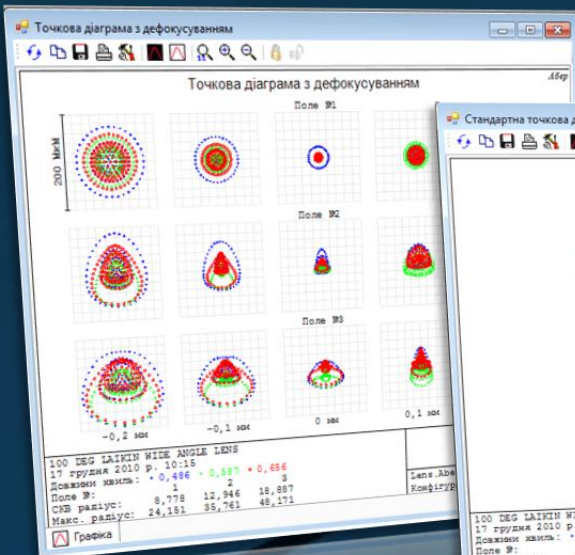 Точкова діаграма з дефокусуванням
Точкова діаграма з дефокусуванням
Авер
Поле №1
200 МкМ
Поле №2
Поле №3
-0,2 мм -0,1 мм 0 мм 0,1 мм
100 DEG LAIKIN WIDE ANGLE LENS
17 грудня 2010 р. 10:15
Довжини хвиль: • 0,486 • 0,587 • 0,656
Поле №: 1 2 3
СКВ радіус: 8,778 12,946 18,887
Макс. радіус: 24,151 35,761 48,171
Lens.Abe
Конфігур
Графіка
Стандартна точкова д
100 DEG LAIKIN W
17 грудня 2010 р
Довжини хвиль: •
Поле №: